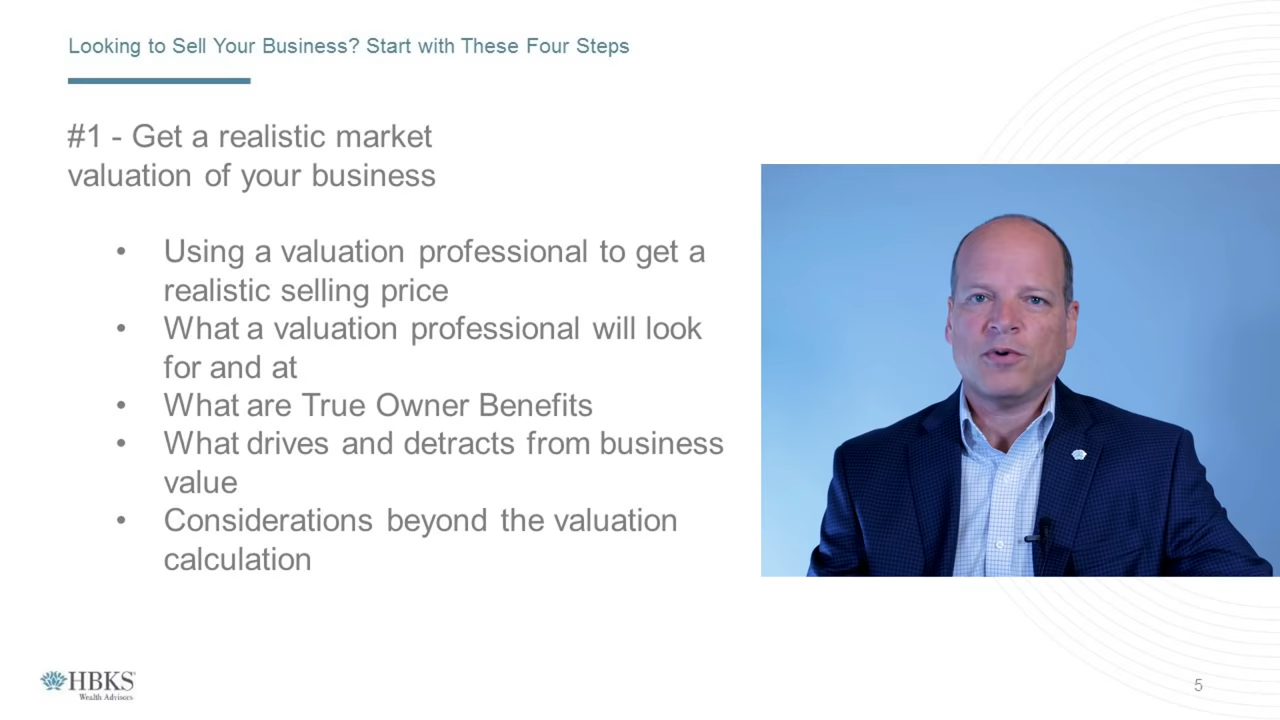 Looking to Sell Your Business? Start with These Four Steps
#1 - Get a realistic market
valuation of your business
• Using a valuation professional to get a
realistic selling price
• What a valuation professional will look
for and at
• What are True Owner Benefits
• What drives and detracts from business
value
• Considerations beyond the valuation
calculation
HBKS
Wealth Advisors
5